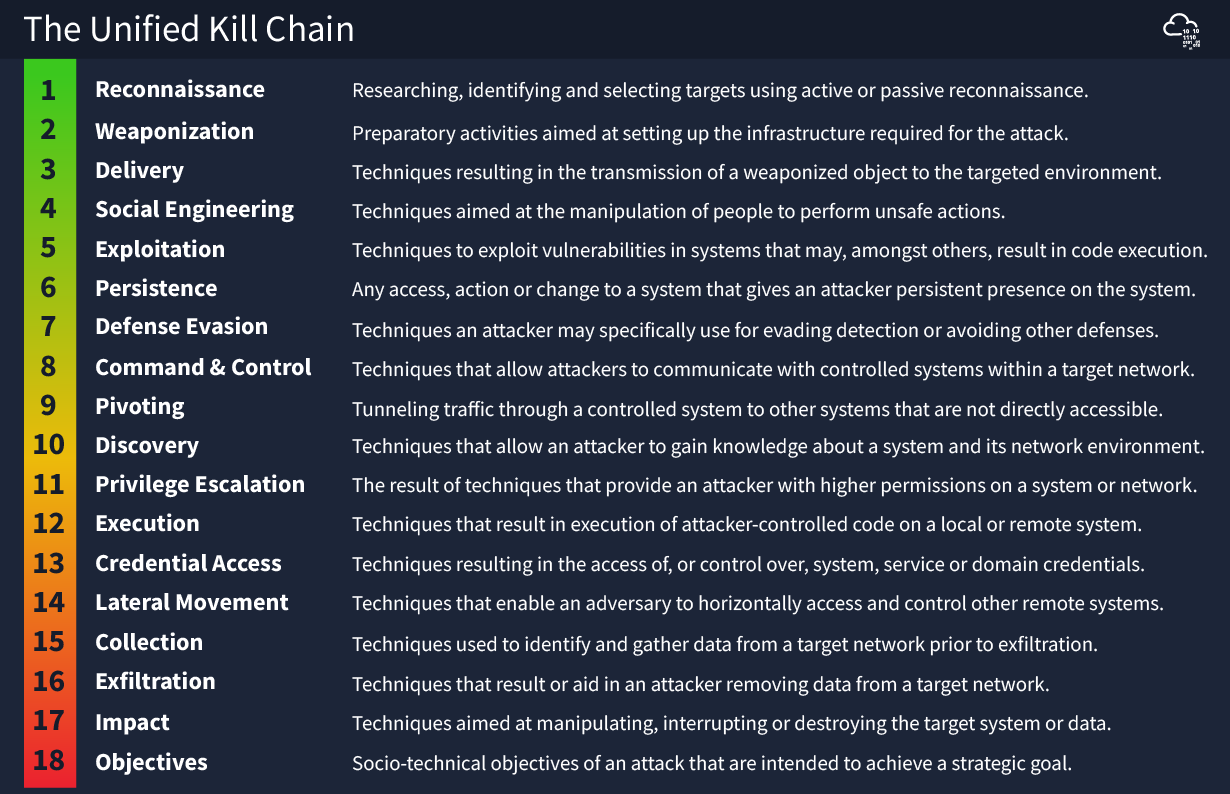 The Unified Kill Chain
1 Reconnaissance Researching, identifying and selecting targets using active or passive reconnaissance.
2 Weaponization Preparatory activities aimed at setting up the infrastructure required for the attack.
3 Delivery Techniques resulting in the transmission of a weaponized object to the targeted environment.
4 Social Engineering Techniques aimed at the manipulation of people to perform unsafe actions.
5 Exploitation Techniques to exploit vulnerabilities in systems that may, amongst others, result in code execution.
6 Persistence Any access, action or change to a system that gives an attacker persistent presence on the system.
7 Defense Evasion Techniques an attacker may specifically use for evading detection or avoiding other defenses.
8 Command & Control Techniques that allow attackers to communicate with controlled systems within a target network.
9 Pivoting Tunneling traffic through a controlled system to other systems that are not directly accessible.
10 Discovery Techniques that allow an attacker to gain knowledge about a system and its network environment.
11 Privilege Escalation The result of techniques that provide an attacker with higher permissions on a system or network.
12 Execution Techniques that result in execution of attacker-controlled code on a local or remote system.
13 Credential Access Techniques resulting in the access of, or control over, system, service or domain credentials.
14 Lateral Movement Techniques that enable an adversary to horizontally access and control other remote systems.
15 Collection Techniques used to identify and gather data from a target network prior to exfiltration.
16 Exfiltration Techniques that result or aid in an attacker removing data from a target network.
17 Impact Techniques aimed at manipulating, interrupting or destroying the target system or data.
18 Objectives Socio-technical objectives of an attack that are intended to achieve a strategic goal.